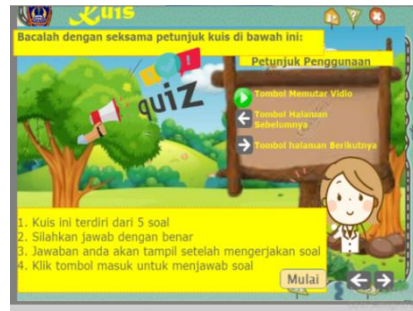 Kuis
Bacalah dengan seksama petunjuk kuis di bawah ini:
quiz
Petunjuk Penggunaan
Tombol Memutar Vidio
Tombol Halaman
Sebelumnya
Tombol halaman Berikutnya
1. Kuis ini terdiri dari 5 soal
2. Silahkan jawab dengan benar
3. Jawaban anda akan tampil setelah mengerjakan soal
4. Klik tombol masuk untuk menjawab soal
Mulai